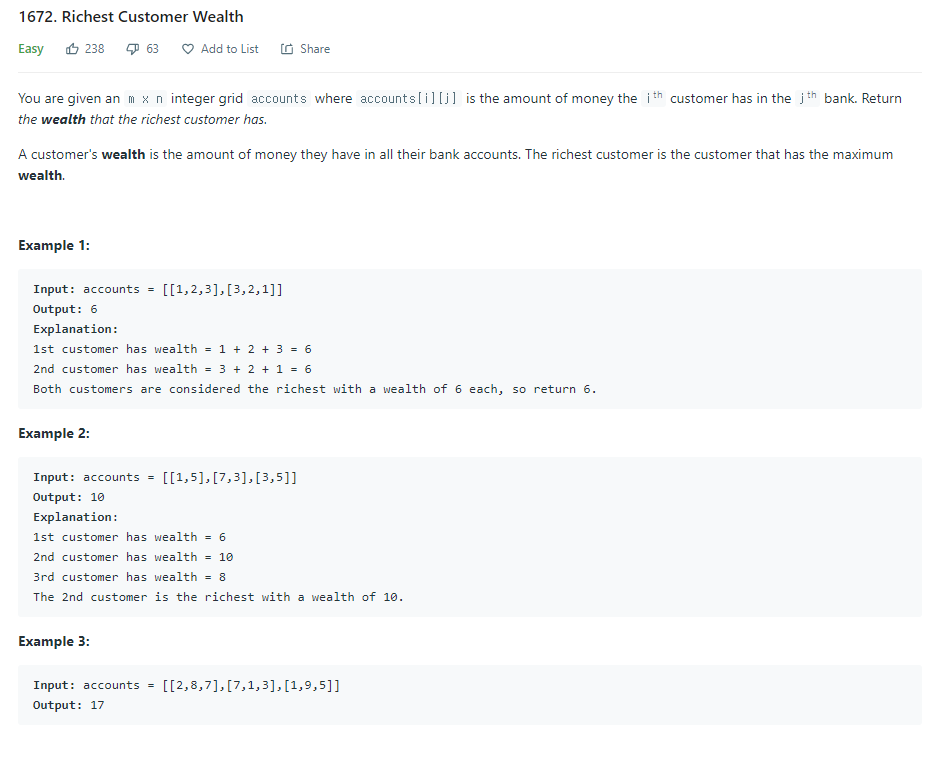 1672. Richest Customer Wealth
Easy 238 63 Add to List Share
You are given an m x n integer grid accounts where accounts[i][j] is the amount of money the ith customer has in the jth bank. Return
the wealth that the richest customer has.
A customer's wealth is the amount of money they have in all their bank accounts. The richest customer is the customer that has the maximum
wealth.
Example 1:
Input: accounts = [[1,2,3],[3,2,1]]
Output: 6
Explanation:
1st customer has wealth = 1 + 2 + 3 = 6
2nd customer has wealth = 3 + 2 + 1 = 6
Both customers are considered the richest with a wealth of 6 each, so return 6.
Example 2:
Input: accounts = [[1,5],[7,3],[3,5]]
Output: 10
Explanation:
1st customer has wealth = 6
2nd customer has wealth = 10
3rd customer has wealth = 8
The 2nd customer is the richest with a wealth of 10.
Example 3:
Input: accounts = [[2,8,7],[7,1,3],[1,9,5]]
Output: 17